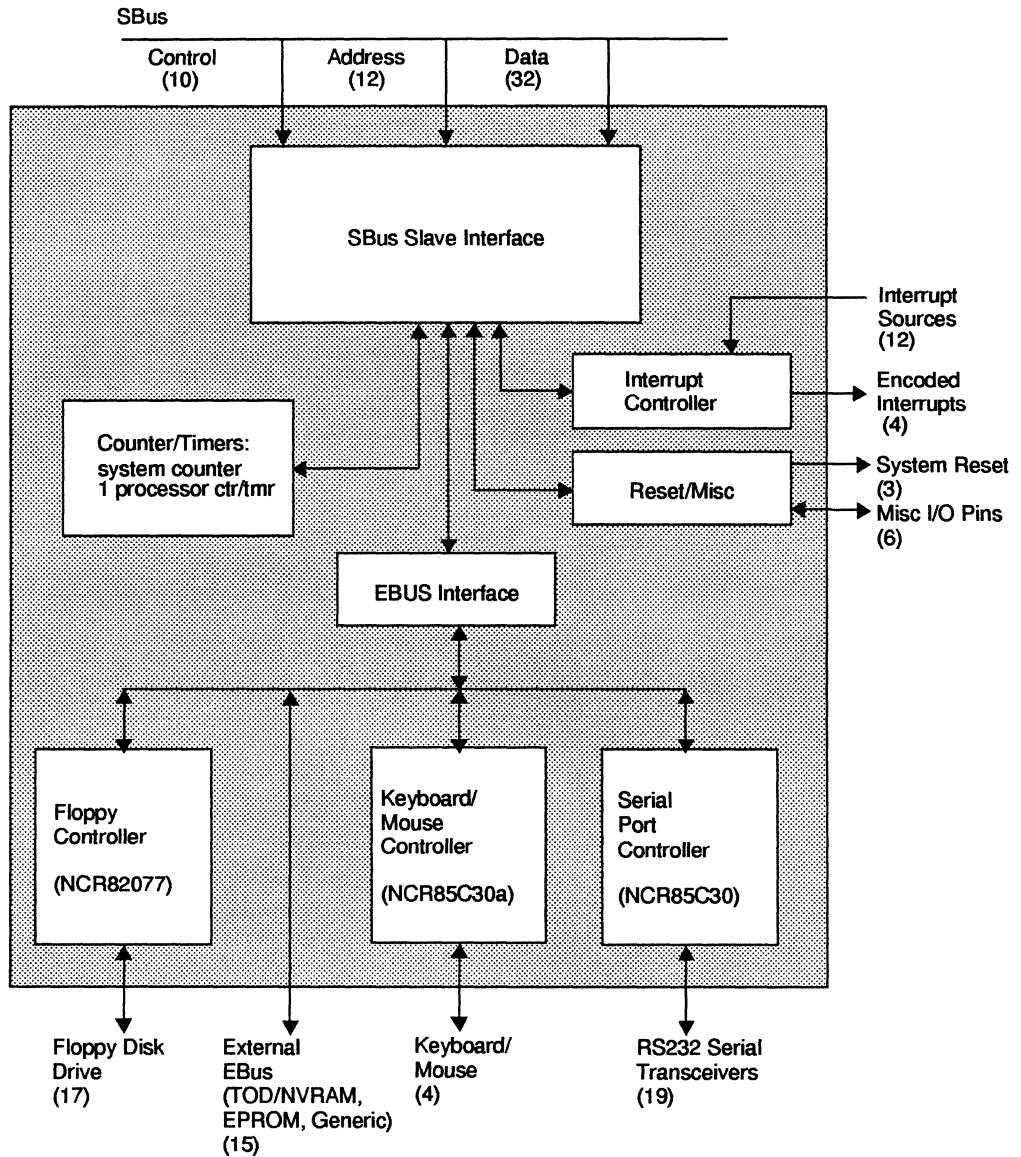 SBus
Control
(10)
Address
(12)
Data
(32)
SBus Slave Interface
Interrupt
Sources
(12)
Interrupt
Controller
Encoded
Interrupts
(4)
Counter/Timers:
system counter
1 processor ctr/tmr
Reset/Misc
System Reset
(3)
Misc I/O Pins
(6)
EBUS Interface
Floppy
Controller
(NCR82077)
Keyboard/
Mouse
Controller
(NCR85C30a)
Serial
Port
Controller
(NCR85C30)
Floppy Disk
Drive
(17)
External
EBus
(TOD/NVRAM,
EPROM, Generic)
(15)
Keyboard/
Mouse
(4)
RS232 Serial
Transceivers
(19)